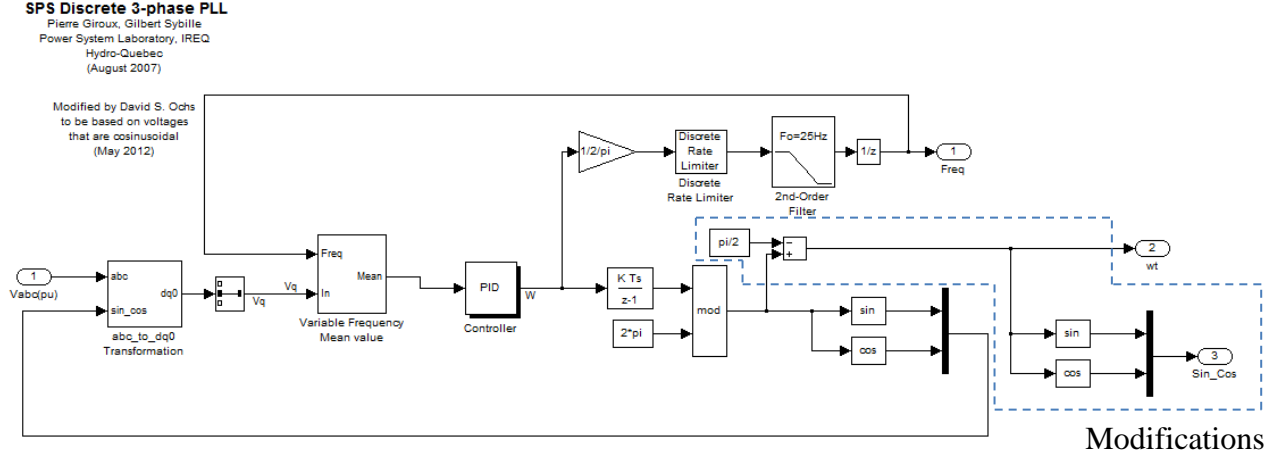 SPS Discrete 3-phase PLL
Pierre Giroux, Gilbert Sybille
Power System Laboratory, IREQ
Hydro-Quebec
(August 2007)
Modified by David S. Ochs
to be based on voltages
that are cosinusoidal
(May 2012)
1/2/pi
Discrete
Rate
Limiter
Discrete
Rate Limiter
Fo=25Hz
2nd-Order
Filter
1/z
1
Freq
1
Vabc(pu)
abc
sin_cos
dq0
abc_to_dq0
Transformation
Vq
Vq
Freq
In
Mean
Variable Frequency
Mean value
PID
Controller
W
K Ts
z-1
2*pi
mod
pi/2
−
+
sin
cos
2
wt
sin
cos
3
Sin_Cos
Modifications